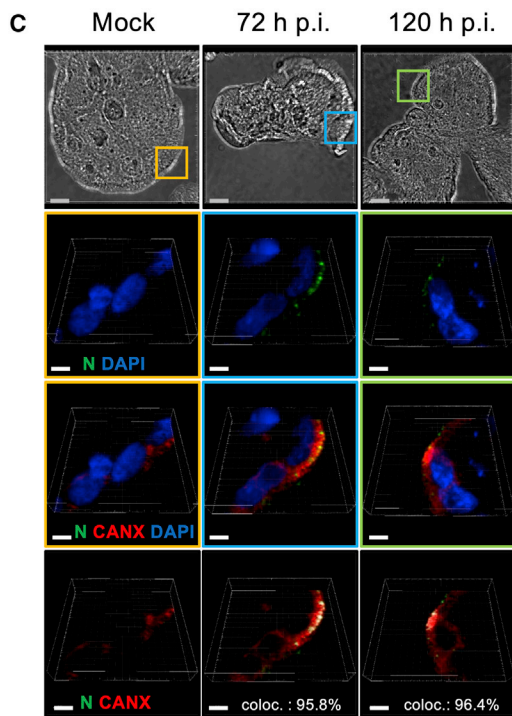 C
Mock 72 h p.i. 120 h p.i.
N DAPI
N CANX DAPI
N CANX
coloc.: 95.8%
coloc.: 96.4%